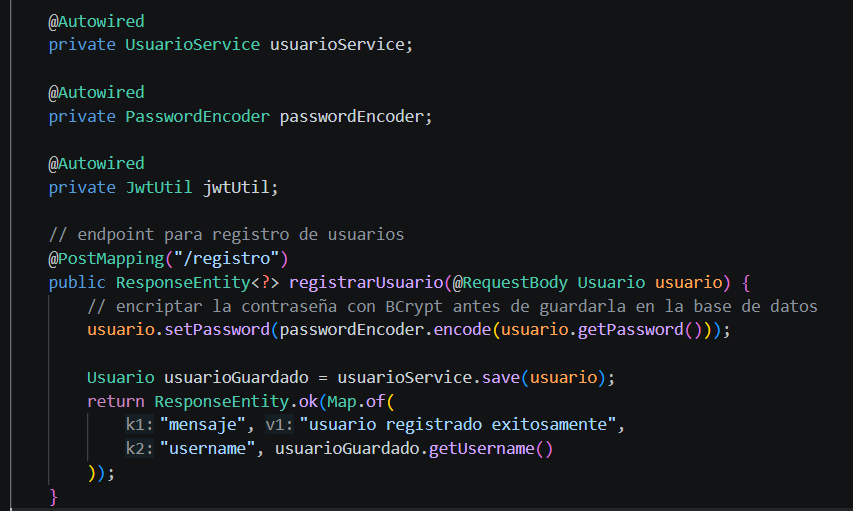 @Autowired
private UsuarioService usuarioService;
@Autowired
private PasswordEncoder passwordEncoder;
@Autowired
private JwtUtil jwtUtil;
// endpoint para registro de usuarios
@PostMapping("/registro")
public ResponseEntity<?> registrarUsuario(@RequestBody Usuario usuario) {
// encriptar la contraseña con BCrypt antes de guardarla en la base de datos
usuario.setPassword(passwordEncoder.encode(usuario.getPassword()));
Usuario usuarioGuardado = usuarioService.save(usuario);
return ResponseEntity.ok(Map.of(
k1: "mensaje", v1: "usuario registrado exitosamente",
k2: "username", usuarioGuardado.getUsername()
));
}